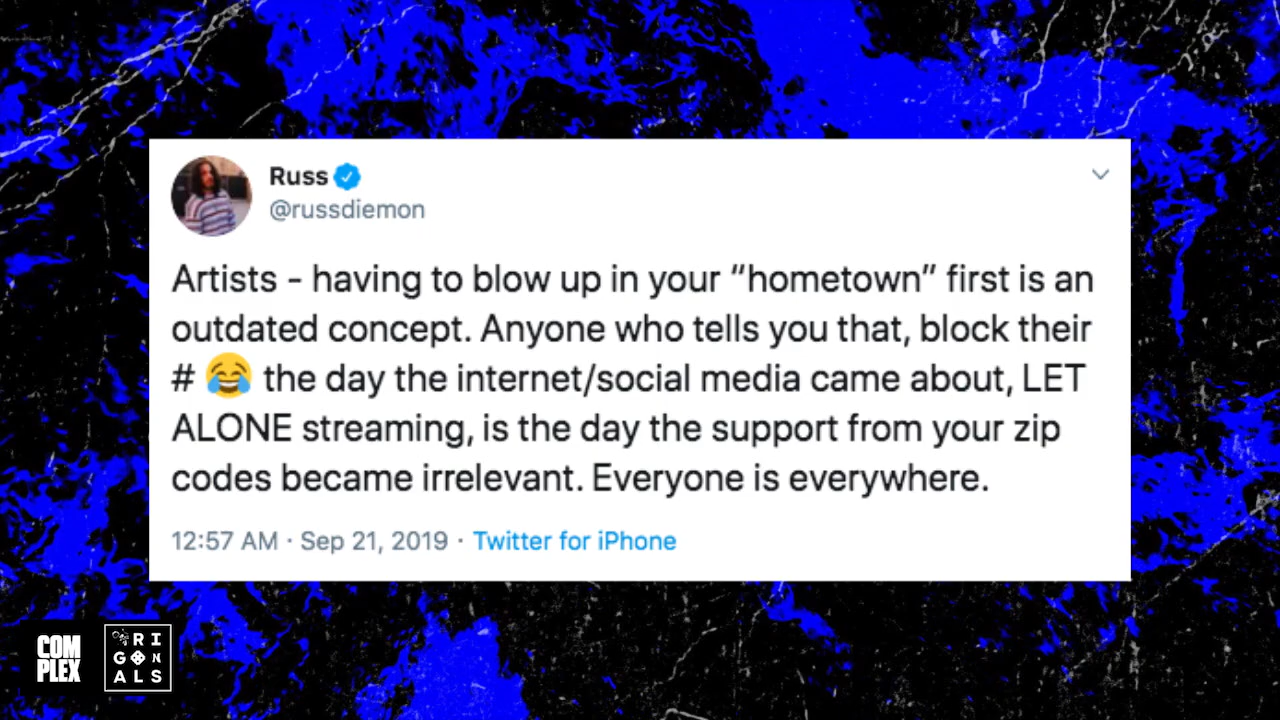 Russ
@russdiemon
Artists - having to blow up in your “hometown” first is an
outdated concept. Anyone who tells you that, block their
# 😂 the day the internet/social media came about, LET
ALONE streaming, is the day the support from your zip
codes became irrelevant. Everyone is everywhere.
12:57 AM · Sep 21, 2019 · Twitter for iPhone
COM
PLEX
ORI
GIN
ALS